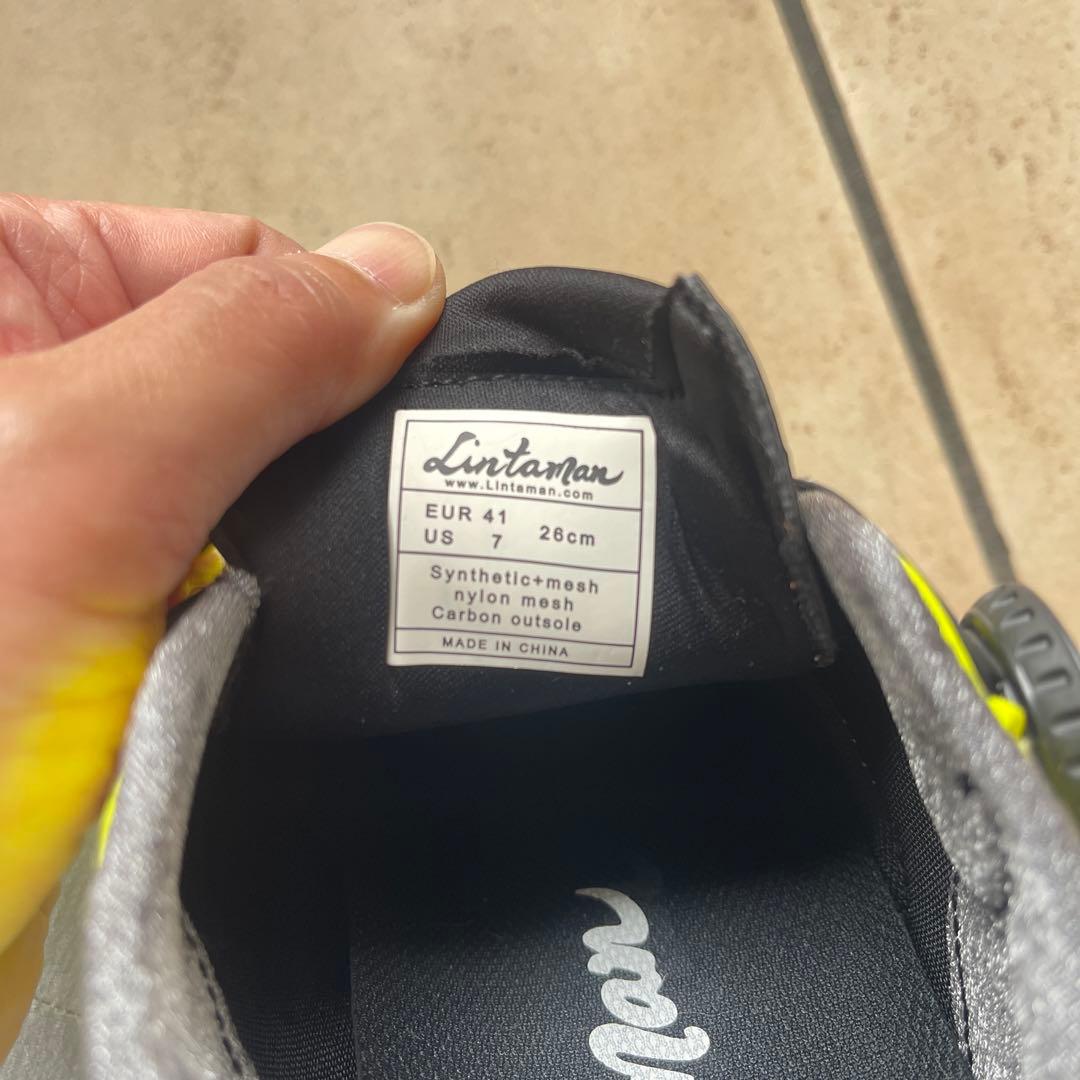 Lintaman
www.Lintaman.com
EUR 41
US 7
26cm
Synthetic+mesh
nylon mesh
Carbon outsole
MADE IN CHINA